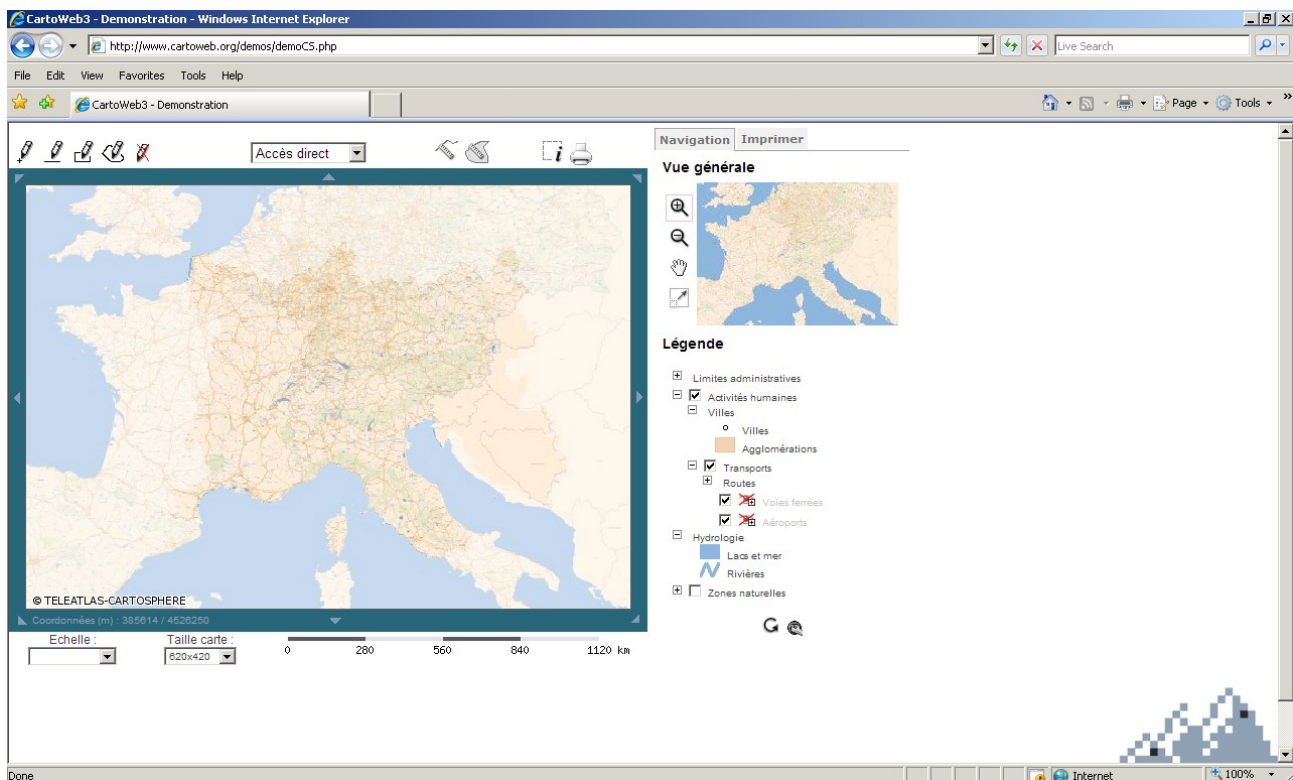 CartoWeb3 - Demonstration - Windows Internet Explorer
http://www.cartoweb.org/demos/demoCS.php
Live Search
File Edit View Favorites Tools Help
CartoWeb3 - Demonstration
Page Tools »
Accès direct
Navigation Imprimer
Vue générale
Légende
Limites administratives
Activités humaines
Villes
Villes
Agglomérations
Transports
Routes
Voies ferrées
Aéroports
Hydrologie
Lacs et mer
Rivières
Zones naturelles
© TELEATLAS-CARTOSPHERE
Coordonnées (m) : 385614 / 4526250
Echelle : Taille carte :
620x420
0 280 560 840 1120 km
Done Internet 100%